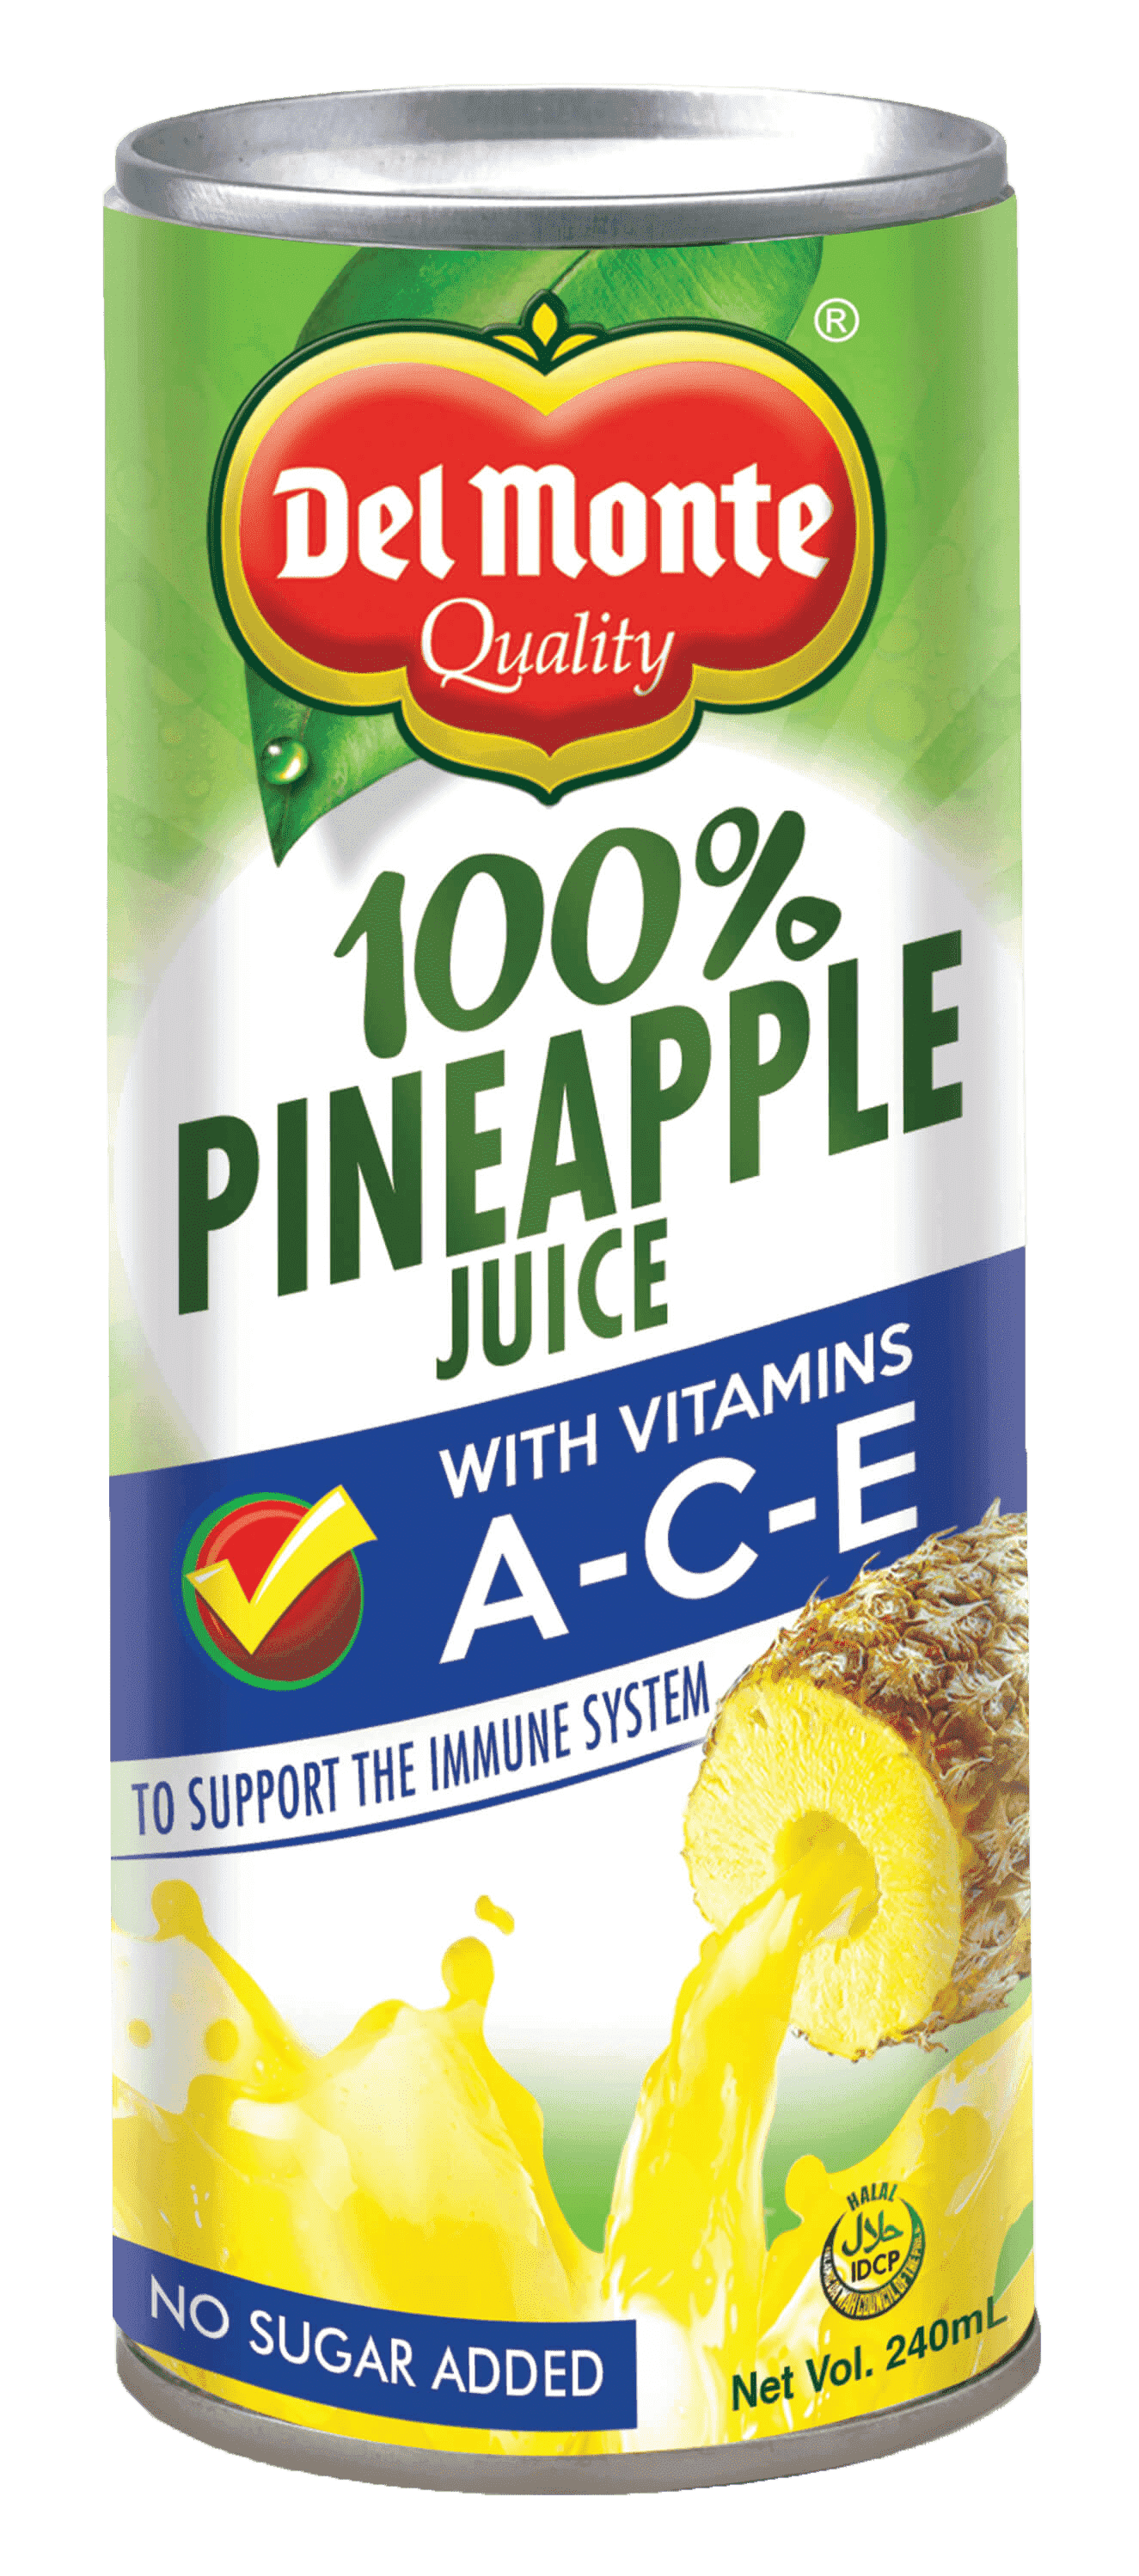 ®
Del Monte
Quality
100%
PINEAPPLE
JUICE
WITH VITAMINS
A-C-E
TO SUPPORT THE IMMUNE SYSTEM
HALAL
حلال
IDCP
NO SUGAR ADDED
Net Vol. 240mL